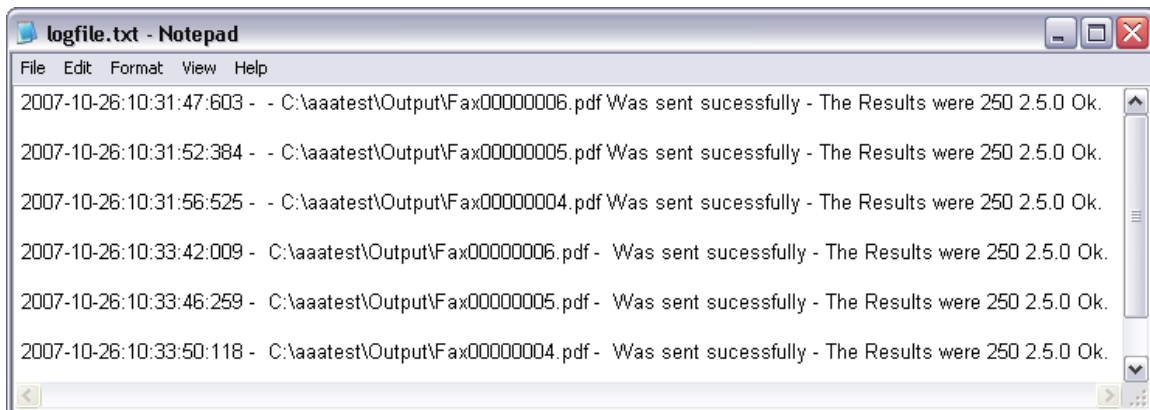 logfile.txt - Notepad
File Edit Format View Help
2007-10-26:10:31:47:603 -  - C:\aaatest\Output\Fax00000006.pdf Was sent sucessfully - The Results were 250 2.5.0 Ok.
2007-10-26:10:31:52:384 -  - C:\aaatest\Output\Fax00000005.pdf Was sent sucessfully - The Results were 250 2.5.0 Ok.
2007-10-26:10:31:56:525 -  - C:\aaatest\Output\Fax00000004.pdf Was sent sucessfully - The Results were 250 2.5.0 Ok.
2007-10-26:10:33:42:009 -  C:\aaatest\Output\Fax00000006.pdf -  Was sent sucessfully - The Results were 250 2.5.0 Ok.
2007-10-26:10:33:46:259 -  C:\aaatest\Output\Fax00000005.pdf -  Was sent sucessfully - The Results were 250 2.5.0 Ok.
2007-10-26:10:33:50:118 -  C:\aaatest\Output\Fax00000004.pdf -  Was sent sucessfully - The Results were 250 2.5.0 Ok.